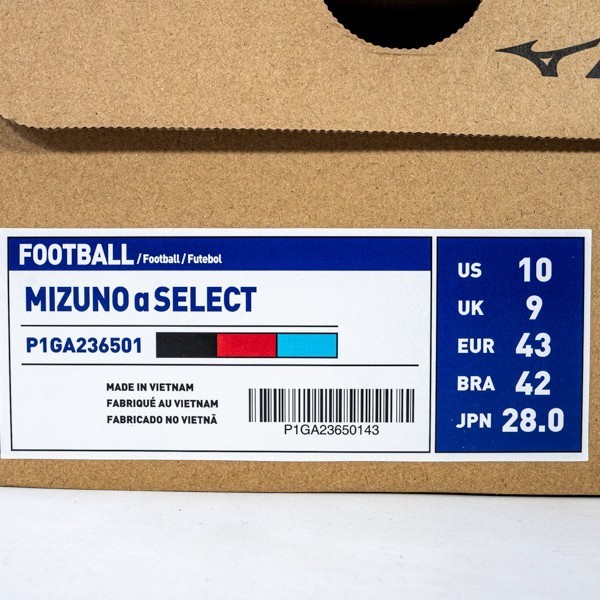 FOOTBALL / Football / Futebol
MIZUNO α SELECT
P1GA236501
MADE IN VIETNAM
FABRIQUÉ AU VIETNAM
FABRICADO NO VIETNÃ
P1GA23650143
US 10
UK 9
EUR 43
BRA 42
JPN 28.0